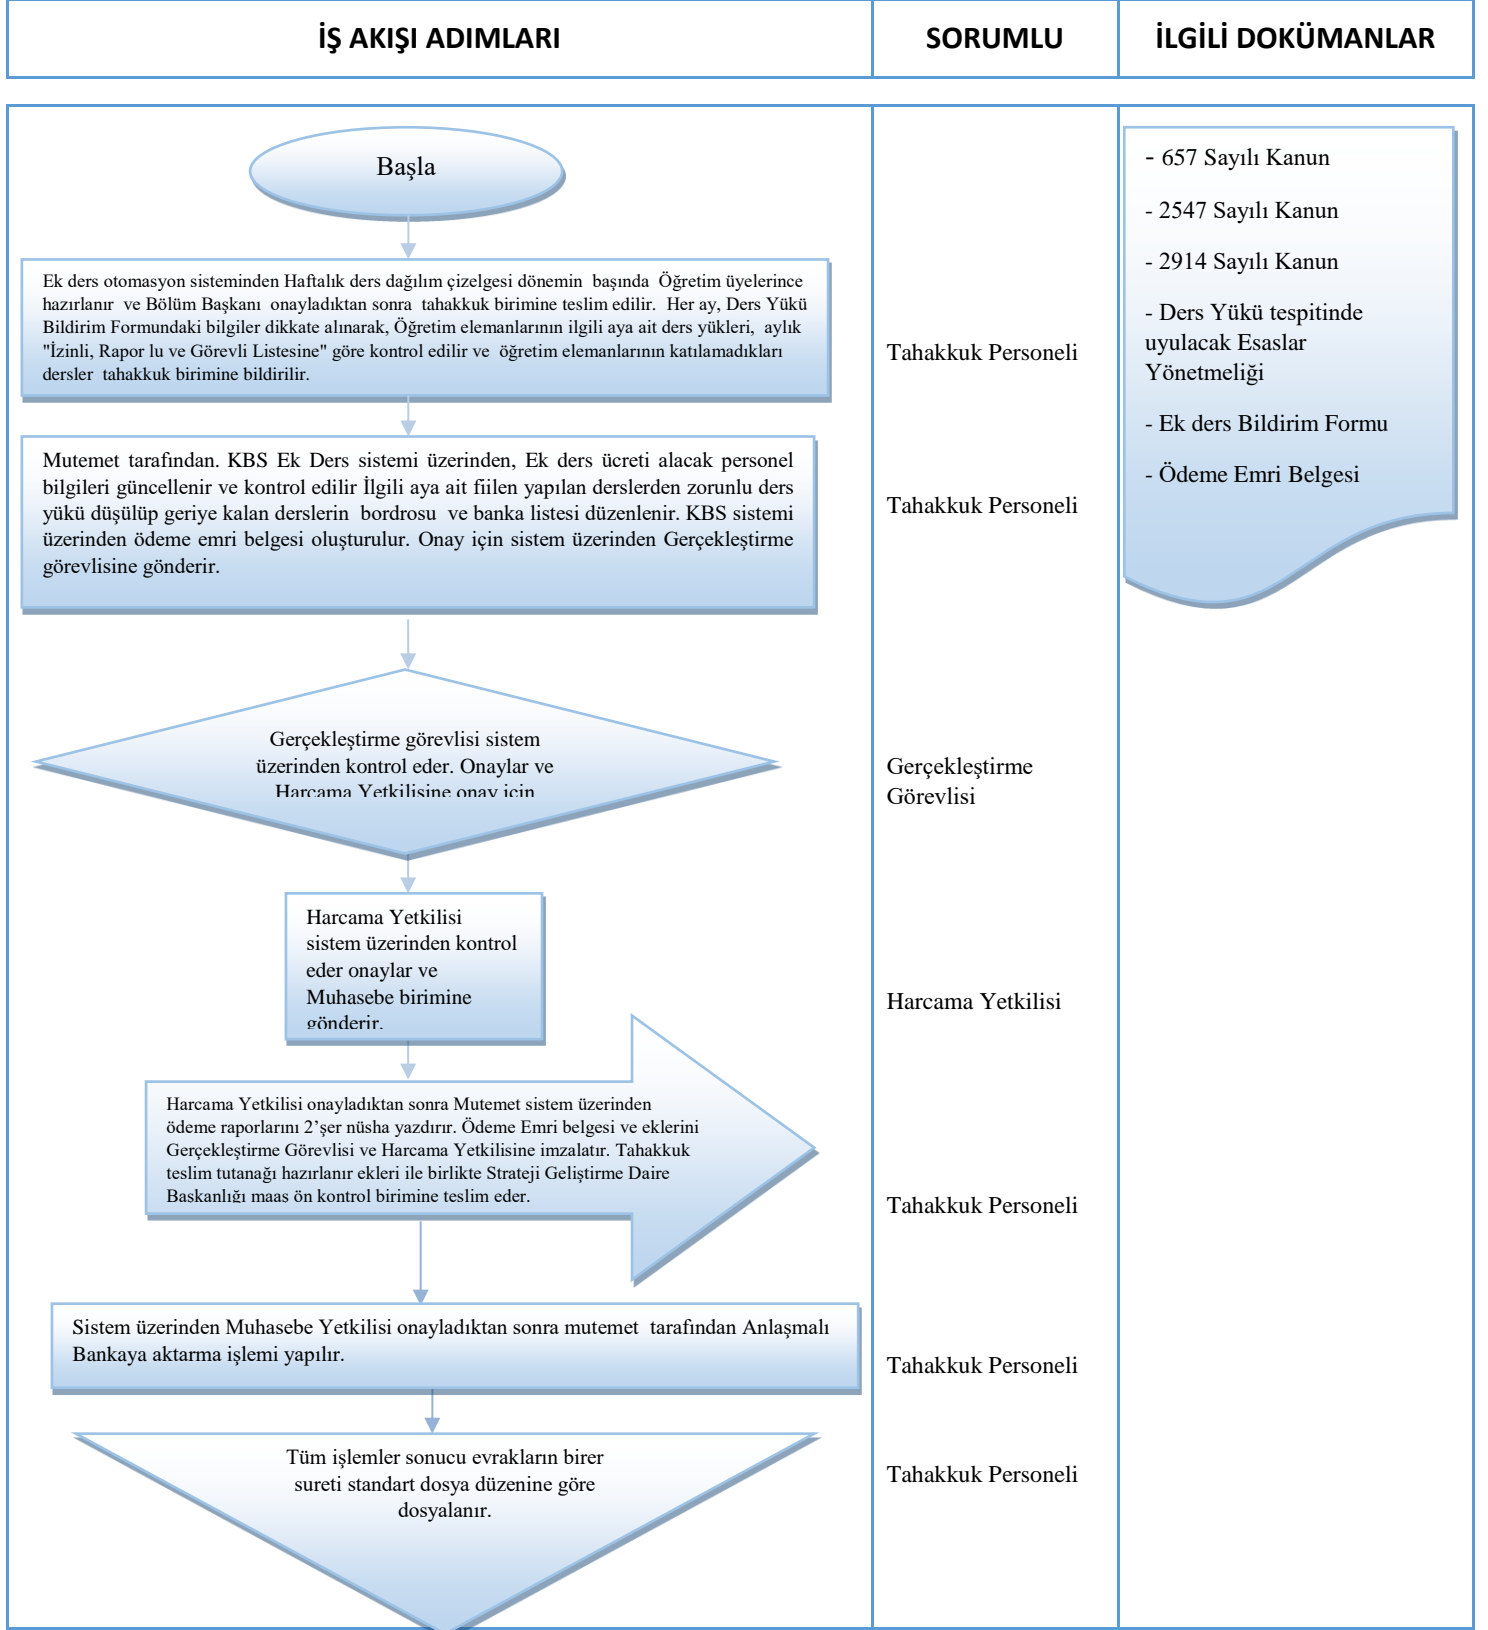 İŞ AKIŞI ADIMLARI
SORUMLU
İLGİLİ DOKÜMANLAR
Başla
Ek ders otomasyon sisteminden Haftalık ders dağılım çizelgesi dönemin başında Öğretim üyelerince
hazırlanır ve Bölüm Başkanı onayladıktan sonra tahakkuk birimine teslim edilir. Her ay, Ders Yükü
Bildirim Formundaki bilgiler dikkate alınarak, Öğretim elemanlarının ilgili aya ait ders yükleri, aylık
"İzinli, Rapor lu ve Görevli Listesine" göre kontrol edilir ve öğretim elemanlarının katılamadıkları
dersler tahakkuk birimine bildirilir.
Tahakkuk Personeli
Mutemet tarafından. KBS Ek Ders sistemi üzerinden, Ek ders ücreti alacak personel
bilgileri güncellenir ve kontrol edilir İlgili aya ait fiilen yapılan derslerden zorunlu ders
yükü düşülüp geriye kalan derslerin bordrosu ve banka listesi düzenlenir. KBS sistemi
üzerinden ödeme emri belgesi oluşturulur. Onay için sistem üzerinden Gerçekleştirme
görevlisine gönderir.
Tahakkuk Personeli
Gerçekleştirme görevlisi sistem
üzerinden kontrol eder. Onaylar ve
Harcama Yetkilisine onay için
Gerçekleştirme
Görevlisi
Harcama Yetkilisi
sistem üzerinden kontrol
eder onaylar ve
Muhasebe birimine
gönderir.
Harcama Yetkilisi
Harcama Yetkilisi onayladıktan sonra Mutemet sistem üzerinden
ödeme raporlarını 2’şer nüsha yazdırır. Ödeme Emri belgesi ve eklerini
Gerçekleştirme Görevlisi ve Harcama Yetkilisine imzalatır. Tahakkuk
teslim tutanağı hazırlanır ekleri ile birlikte Strateji Geliştirme Daire
Başkanlığı maaş ön kontrol birimine teslim eder.
Tahakkuk Personeli
Sistem üzerinden Muhasebe Yetkilisi onayladıktan sonra mutemet tarafından Anlaşmalı
Bankaya aktarma işlemi yapılır.
Tahakkuk Personeli
Tüm işlemler sonucu evrakların birer
sureti standart dosya düzenine göre
dosyalanır.
Tahakkuk Personeli
- 657 Sayılı Kanun
- 2547 Sayılı Kanun
- 2914 Sayılı Kanun
- Ders Yükü tespitinde
uyulacak Esaslar
Yönetmeliği
- Ek ders Bildirim Formu
- Ödeme Emri Belgesi